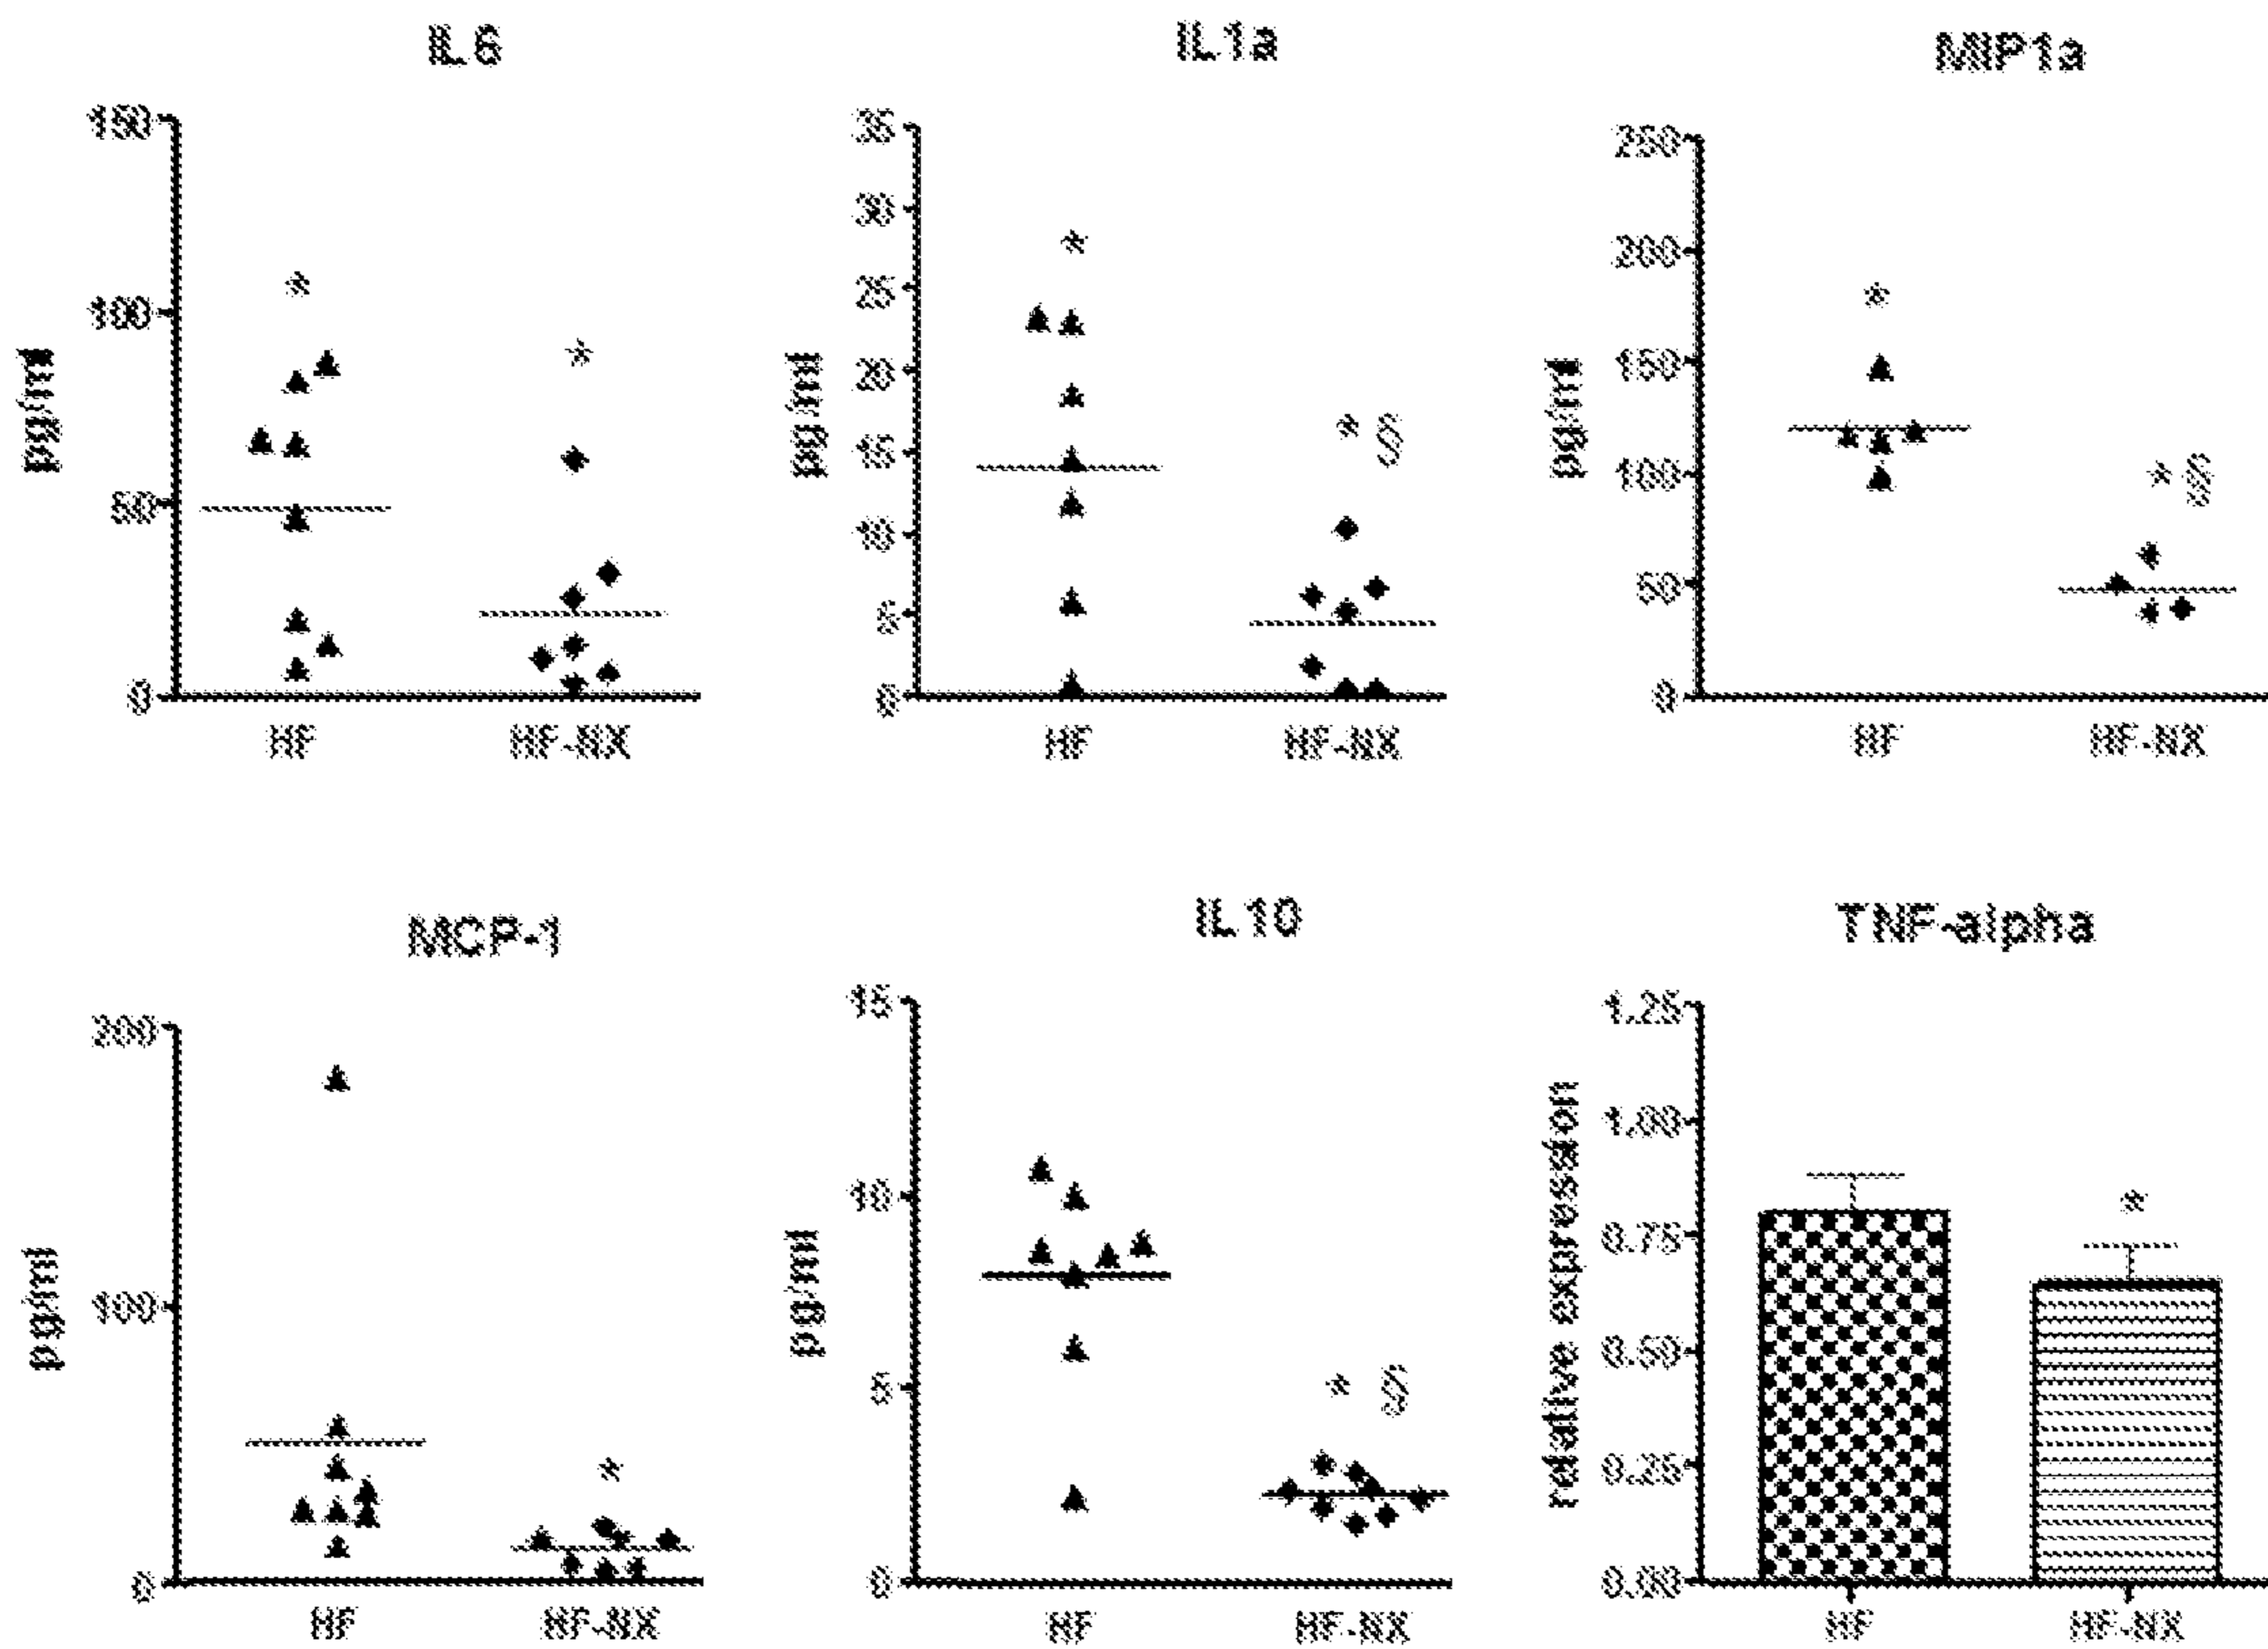 IL6
150
100
50
0
pg/ml
*
*
HF
HF-NX
IL1a
35
30
25
20
15
10
5
0
pg/ml
*
* §
HF
HF-NX
MIP1a
250
200
150
100
50
0
pg/ml
*
* §
HF
HF-NX
MCP-1
200
100
0
pg/ml
*
HF
HF-NX
IL10
15
10
5
0
pg/ml
* §
HF
HF-NX
TNF-alpha
1.25
1.00
0.75
0.50
0.25
0.00
relative expression
*
HF
HF-NX